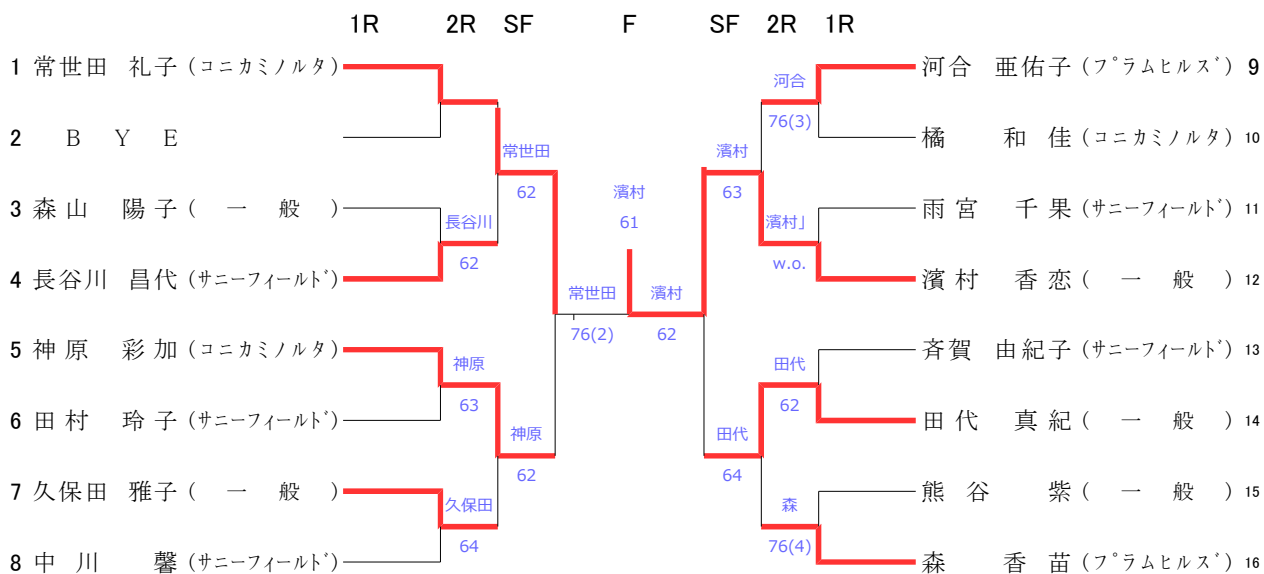 1R 2R SF F SF 2R 1R
1 常世田 礼子 (コニカミノルタ)
2 B Y E
3 森山 陽子 ( 一 般 )
4 長谷川 昌代 (サニーフィールド)
5 神原 彩加 (コニカミノルタ)
6 田村 玲子 (サニーフィールド)
7 久保田 雅子 ( 一 般 )
8 中川 馨 (サニーフィールド)
長谷川
62
神原
63
久保田
64
常世田
62
神原
62
常世田
76(2)
濱村
61
濱村
62
濱村
63
田代
64
河合
76(3)
濱村」
w.o.
田代
62
森
76(4)
河合 亜佑子 (プラムヒルズ) 9
橘 和佳 (コニカミノルタ) 10
雨宮 千果 (サニーフィールド) 11
濱村 香恋 ( 一 般 ) 12
斉賀 由紀子 (サニーフィールド) 13
田代 真紀 ( 一 般 ) 14
熊谷 紫 ( 一 般 ) 15
森 香苗 (プラムヒルズ) 16